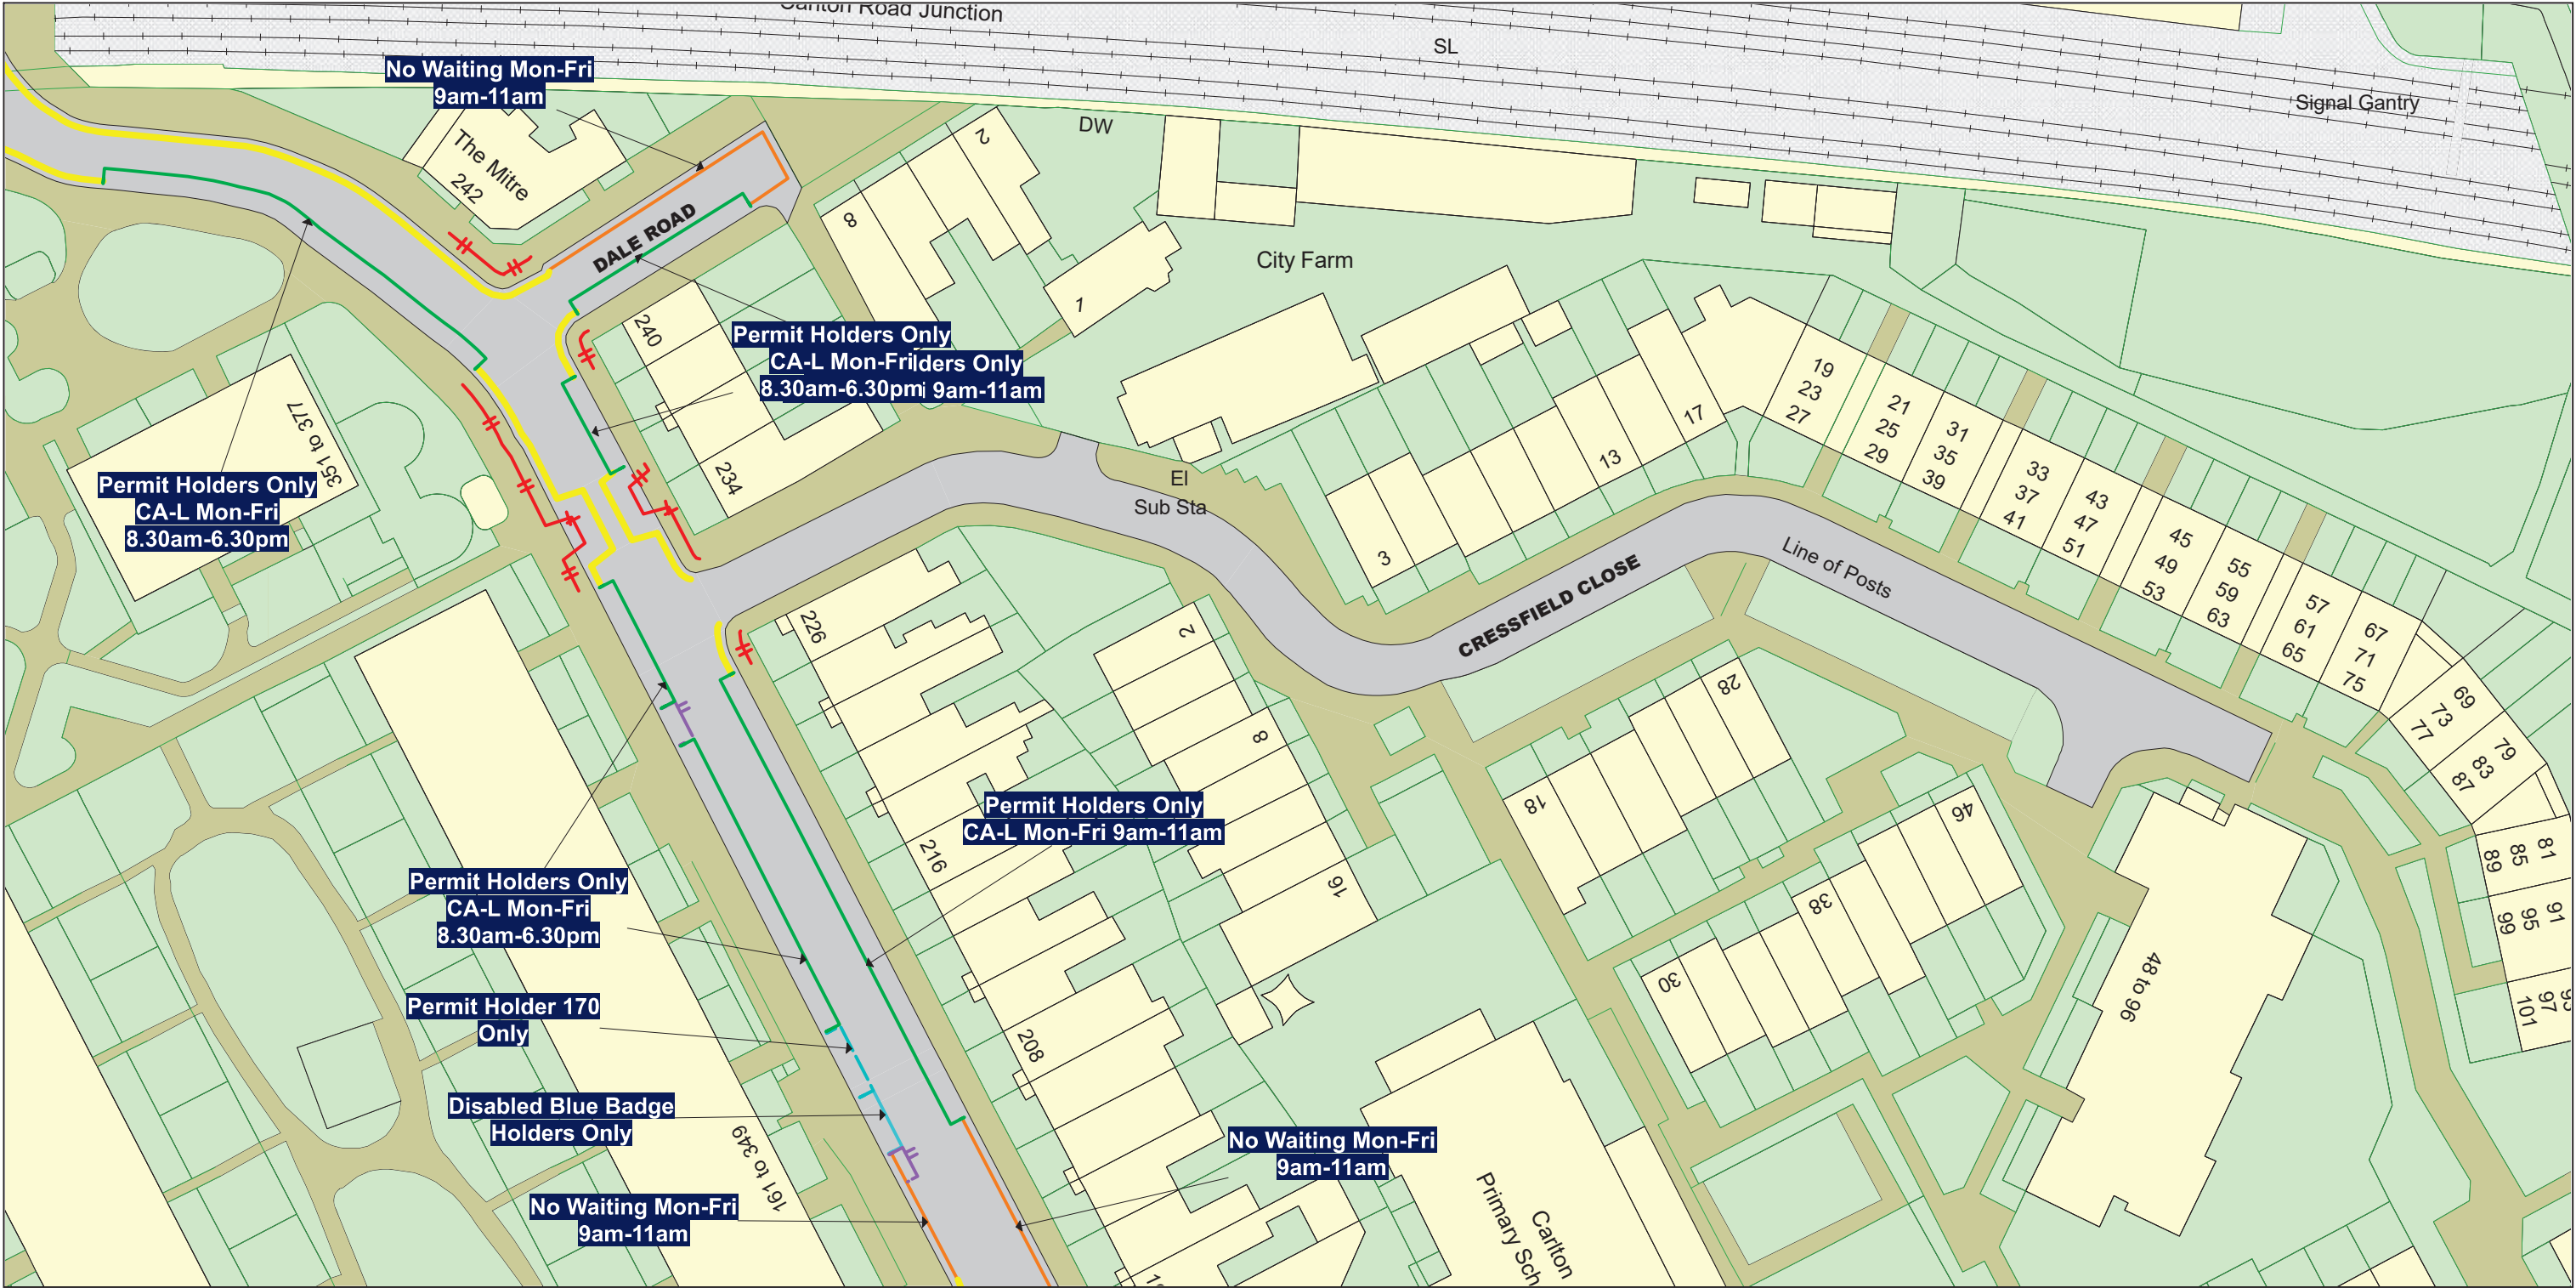 Carlton Road Junction
SL
Signal Gantry
No Waiting Mon-Fri
9am-11am
The Mitre
242
DALE ROAD
2
8
1
DW
City Farm
Permit Holders Only
CA-L Mon-Fri
8.30am-6.30pm
lders Only
9am-11am
240
234
351 to 377
Permit Holders Only
CA-L Mon-Fri
8.30am-6.30pm
El
Sub Sta
3
13
17
19
23
27
21
25
29
31
35
39
33
37
41
43
47
51
45
49
53
55
59
63
57
61
65
67
71
75
69
73
77
79
83
87
81
85
89
91
95
99
97
101
Line of Posts
CRESSFIELD CLOSE
226
216
208
2
8
16
28
18
46
38
30
48 to 96
Permit Holders Only
CA-L Mon-Fri 9am-11am
Permit Holders Only
CA-L Mon-Fri
8.30am-6.30pm
Permit Holder 170
Only
Disabled Blue Badge
Holders Only
161 to 349
No Waiting Mon-Fri
9am-11am
No Waiting Mon-Fri
9am-11am
Carlton
Primary Sch